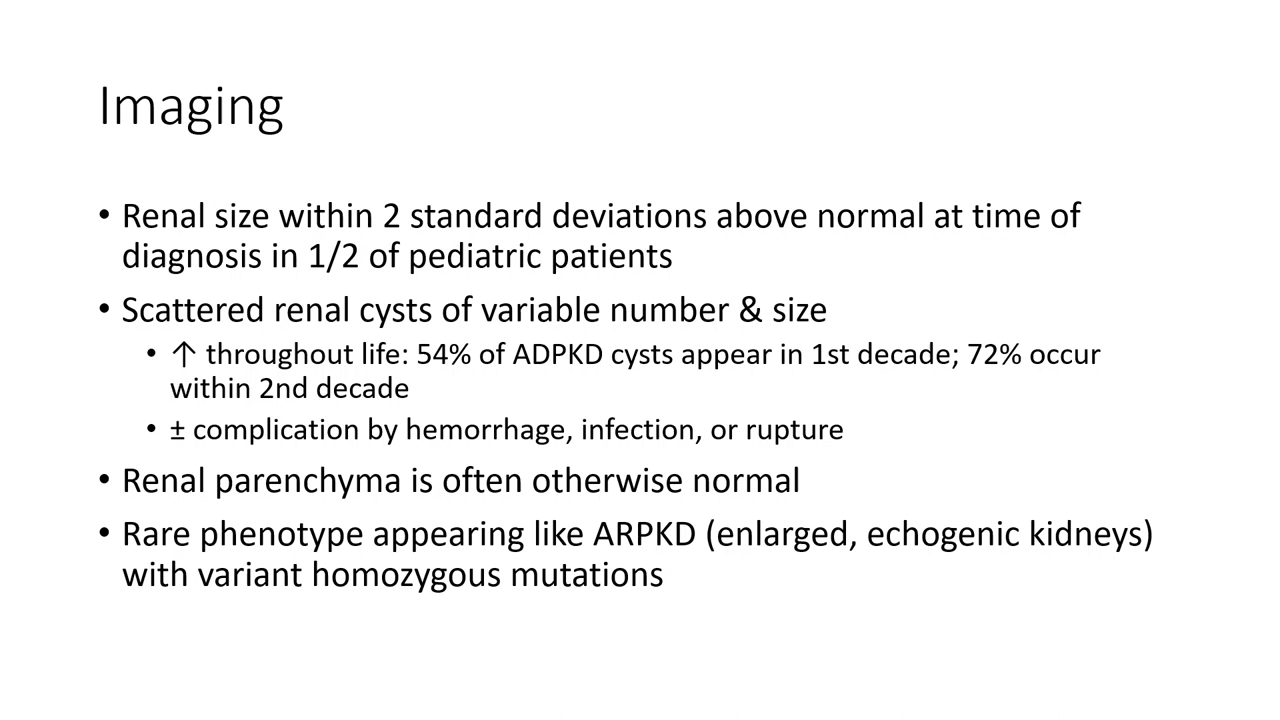 Imaging
• Renal size within 2 standard deviations above normal at time of
diagnosis in 1/2 of pediatric patients
• Scattered renal cysts of variable number & size
• ↑ throughout life: 54% of ADPKD cysts appear in 1st decade; 72% occur
within 2nd decade
• ± complication by hemorrhage, infection, or rupture
• Renal parenchyma is often otherwise normal
• Rare phenotype appearing like ARPKD (enlarged, echogenic kidneys)
with variant homozygous mutations